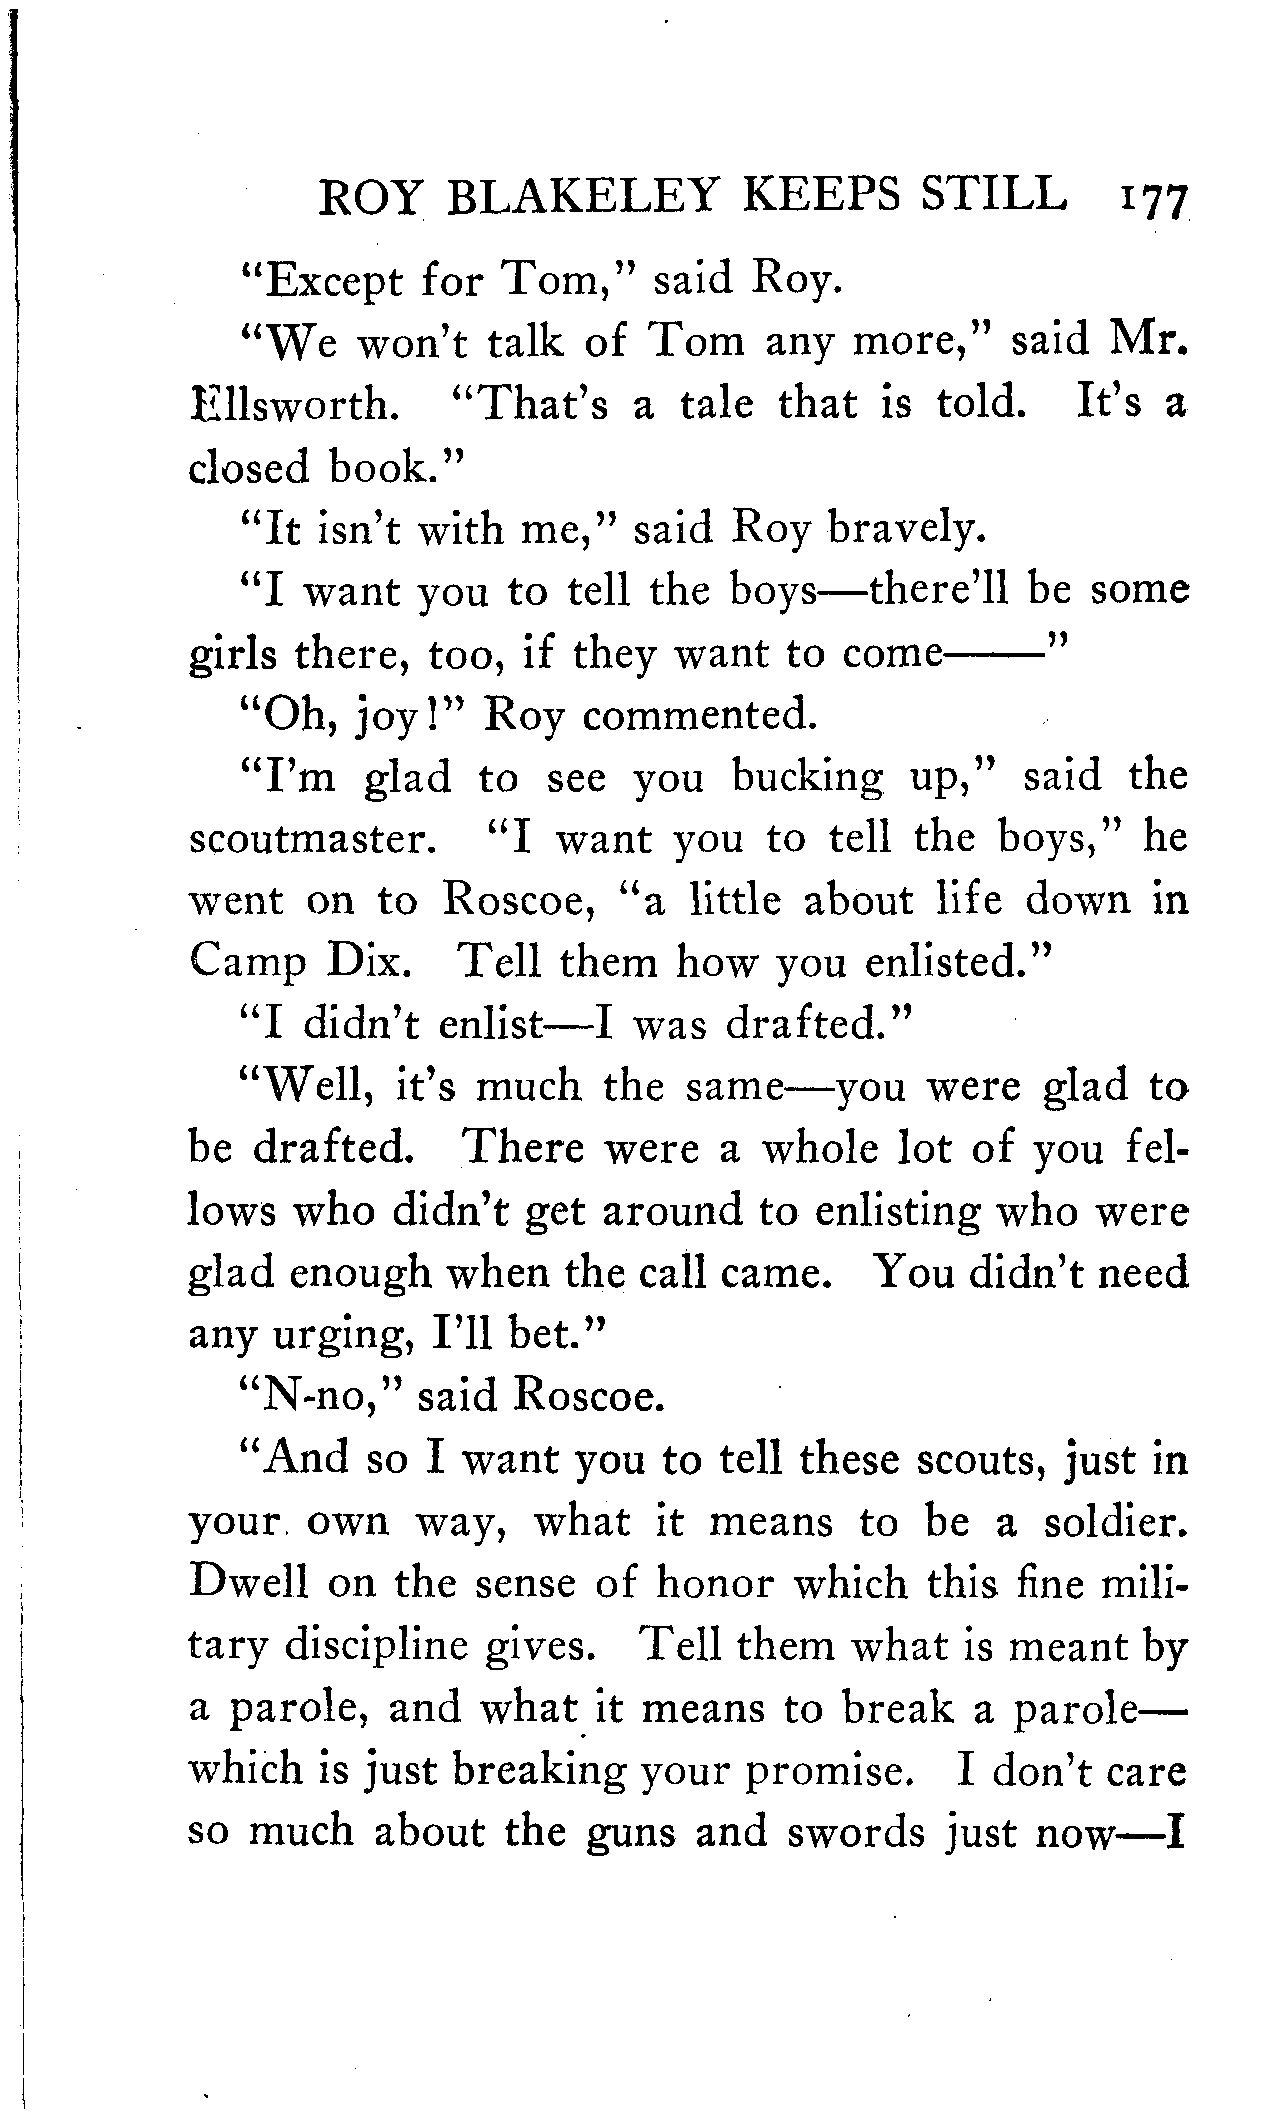 ROY BLAKELEY KEEPS STILL 177
"Except for Tom," said Roy.
"We won't talk of Tom any more," said Mr.
Ellsworth. "That's a tale that is told. It's a
closed book."
"It isn't with me," said Roy bravely.
"I want you to tell the boys—there'll be some
girls there, too, if they want to come——"
"Oh, joy!" Roy commented.
"I'm glad to see you bucking up," said the
scoutmaster. "I want you to tell the boys," he
went on to Roscoe, "a little about life down in
Camp Dix. Tell them how you enlisted."
"I didn't enlist—I was drafted."
"Well, it's much the same—you were glad to
be drafted. There were a whole lot of you fel-
lows who didn't get around to enlisting who were
glad enough when the call came. You didn't need
any urging, I'll bet."
"N-no," said Roscoe.
"And so I want you to tell these scouts, just in
your own way, what it means to be a soldier.
Dwell on the sense of honor which this fine mili-
tary discipline gives. Tell them what is meant by
a parole, and what it means to break a parole—
which is just breaking your promise. I don't care
so much about the guns and swords just now—I